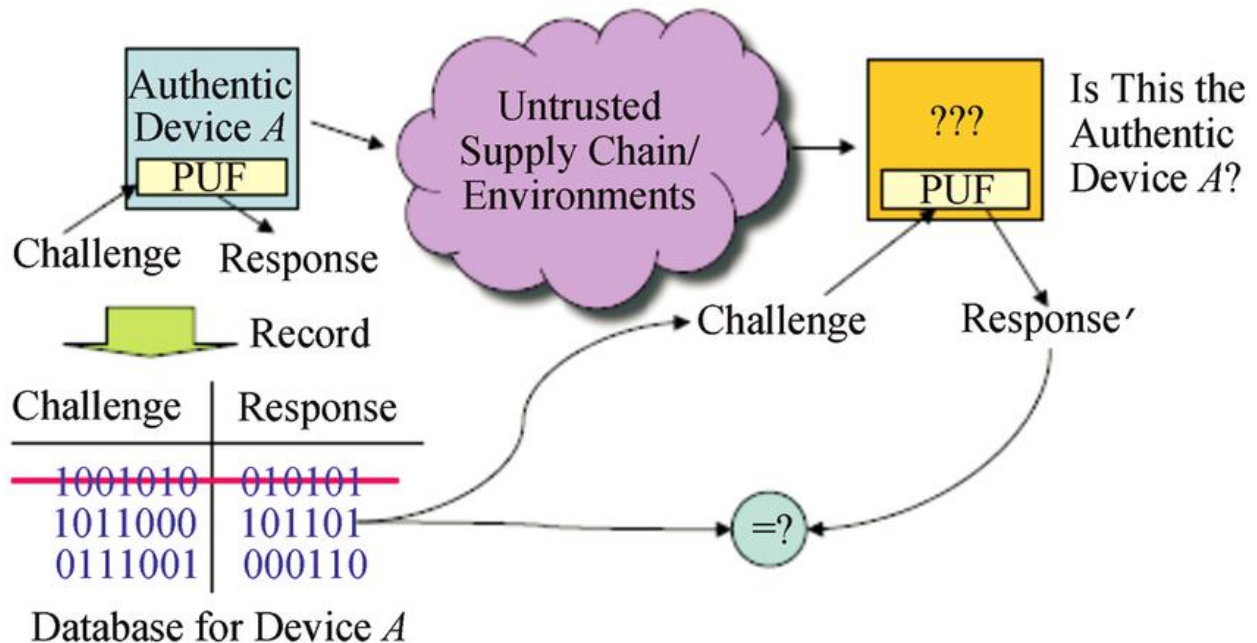 Authentic
Device A
PUF
Challenge
Response
Untrusted
Supply Chain/
Environments
???
PUF
Is This the
Authentic
Device A?
Challenge
Response′
Record
Challenge Response
1001010 010101
1011000 101101
0111001 000110
=?
Database for Device A